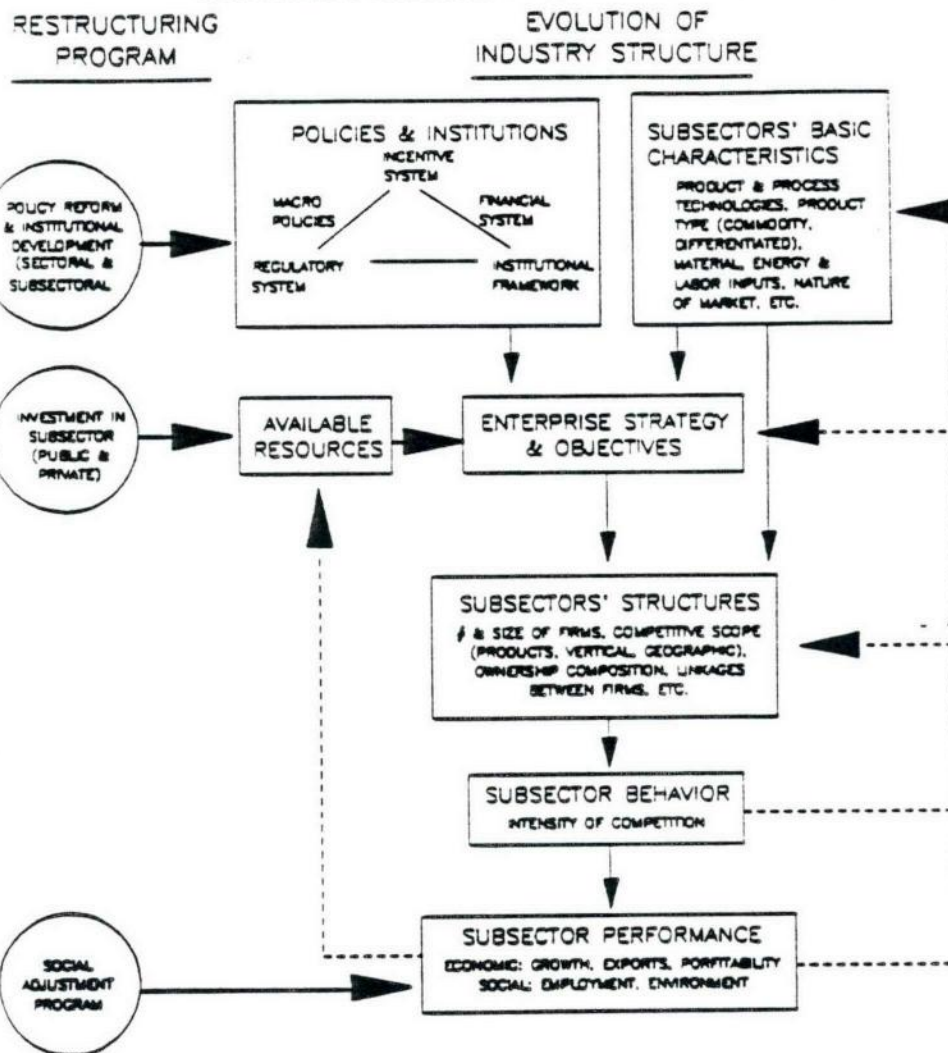 RESTRUCTURING
PROGRAM
EVOLUTION OF
INDUSTRY STRUCTURE
POLICIES & INSTITUTIONS
INCENTIVE
SYSTEM
MACRO
POLICIES
FINANCIAL
SYSTEM
REGULATORY
SYSTEM
INSTITUTIONAL
FRAMEWORK
SUBSECTORS' BASIC
CHARACTERISTICS
PRODUCT & PROCESS
TECHNOLOGIES, PRODUCT
TYPE (COMMODITY,
DIFFERENTIATED),
MATERIAL, ENERGY &
LABOR INPUTS, NATURE
OF MARKET, ETC.
POLICY REFORM
& INSTITUTIONAL
DEVELOPMENT
(SECTORAL &
SUBSECTORAL
INVESTMENT IN
SUBSECTOR
(PUBLIC &
PRIVATE)
AVAILABLE
RESOURCES
ENTERPRISE STRATEGY
& OBJECTIVES
SUBSECTORS' STRUCTURES
& SIZE OF FIRMS, COMPETITIVE SCOPE
(PRODUCTS, VERTICAL, GEOGRAPHIC),
OWNERSHIP COMPOSITION, LINKAGES
BETWEEN FIRMS, ETC.
SUBSECTOR BEHAVIOR
INTENSITY OF COMPETITION
SUBSECTOR PERFORMANCE
ECONOMIC: GROWTH, EXPORTS, PORFITABILITY
SOCIAL: EMPLOYMENT, ENVIRONMENT
SOCIAL
ADJUSTMENT
PROGRAM